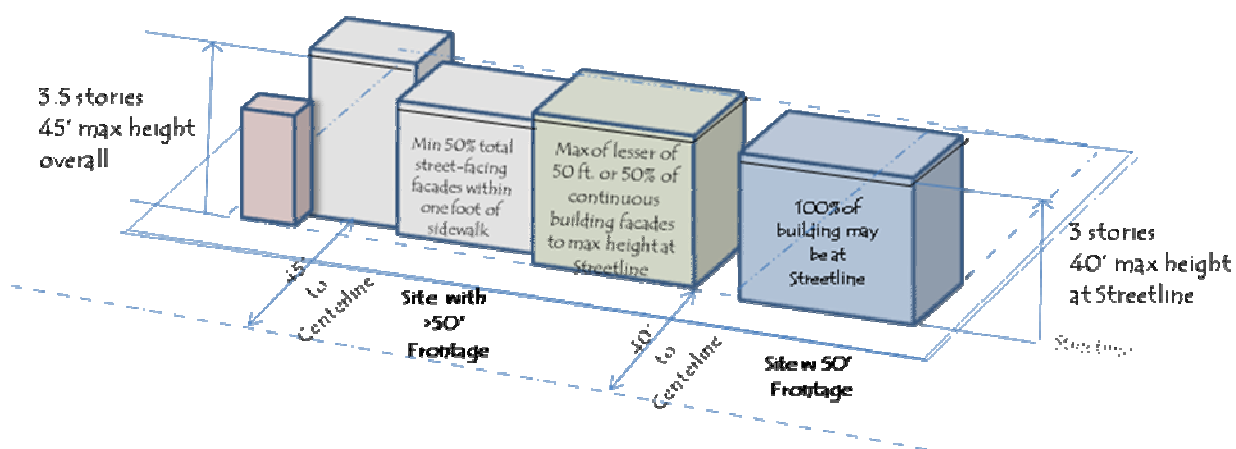 3.5 stories
45' max height
overall
Min 50% total
street-facing
facades within
one foot of
sidewalk
Max of lesser of
50 ft. or 50% of
continuous
building facades
to max height at
Streetline
100% of
building may
be at
Streetline
3 stories
40' max height
at Streetline
45'
to
Centerline
Site with
>50'
Frontage
40'
to
Centerline
Site w 50'
Frontage